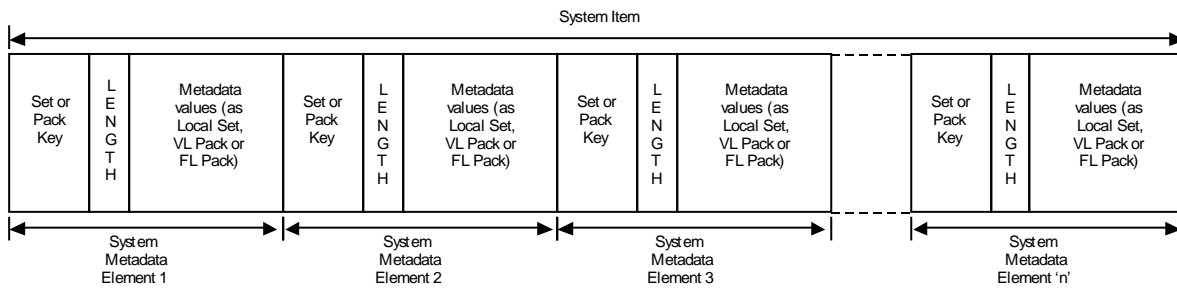 System Item
Set or
Pack
Key
L
E
N
G
T
H
Metadata
values (as
Local Set,
VL Pack or
FL Pack)
Set or
Pack
Key
L
E
N
G
T
H
Metadata
values (as
Local Set,
VL Pack or
FL Pack)
Set or
Pack
Key
L
E
N
G
T
H
Metadata
values (as
Local Set,
VL Pack or
FL Pack)
Set or
Pack
Key
L
E
N
G
T
H
Metadata
values (as
Local Set,
VL Pack or
FL Pack)
System
Metadata
Element 1
System
Metadata
Element 2
System
Metadata
Element 3
System
Metadata
Element ‘n’